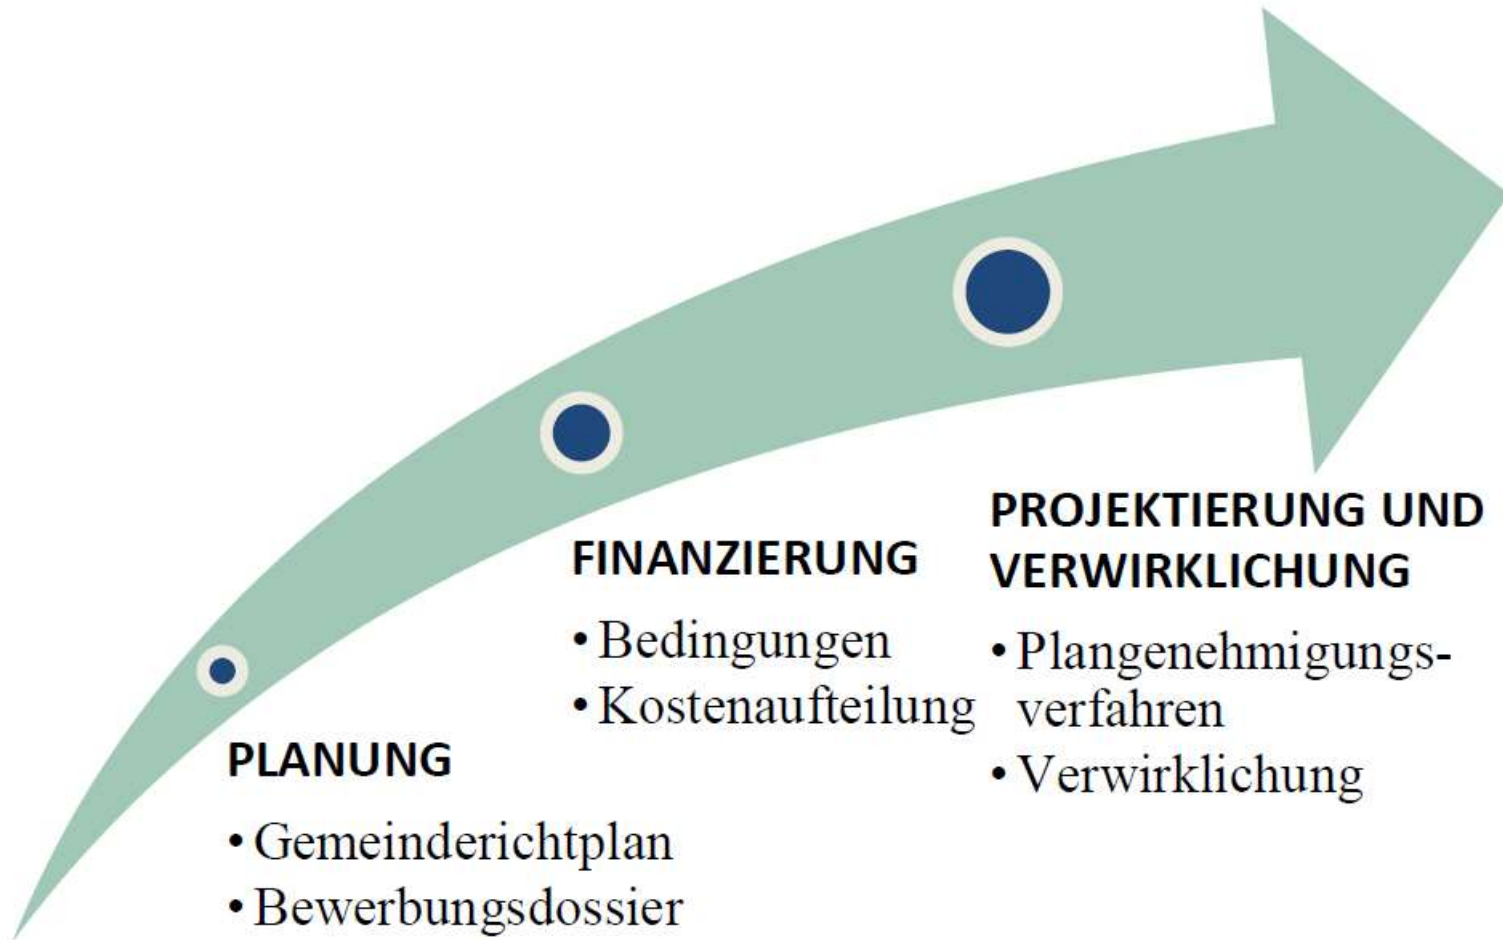 PLANUNG
• Gemeinderichtplan
• Bewerbungsdossier
FINANZIERUNG
• Bedingungen
• Kostenaufteilung
PROJEKTIERUNG UND
VERWIRKLICHUNG
• Plangenehmigungs-
verfahren
• Verwirklichung